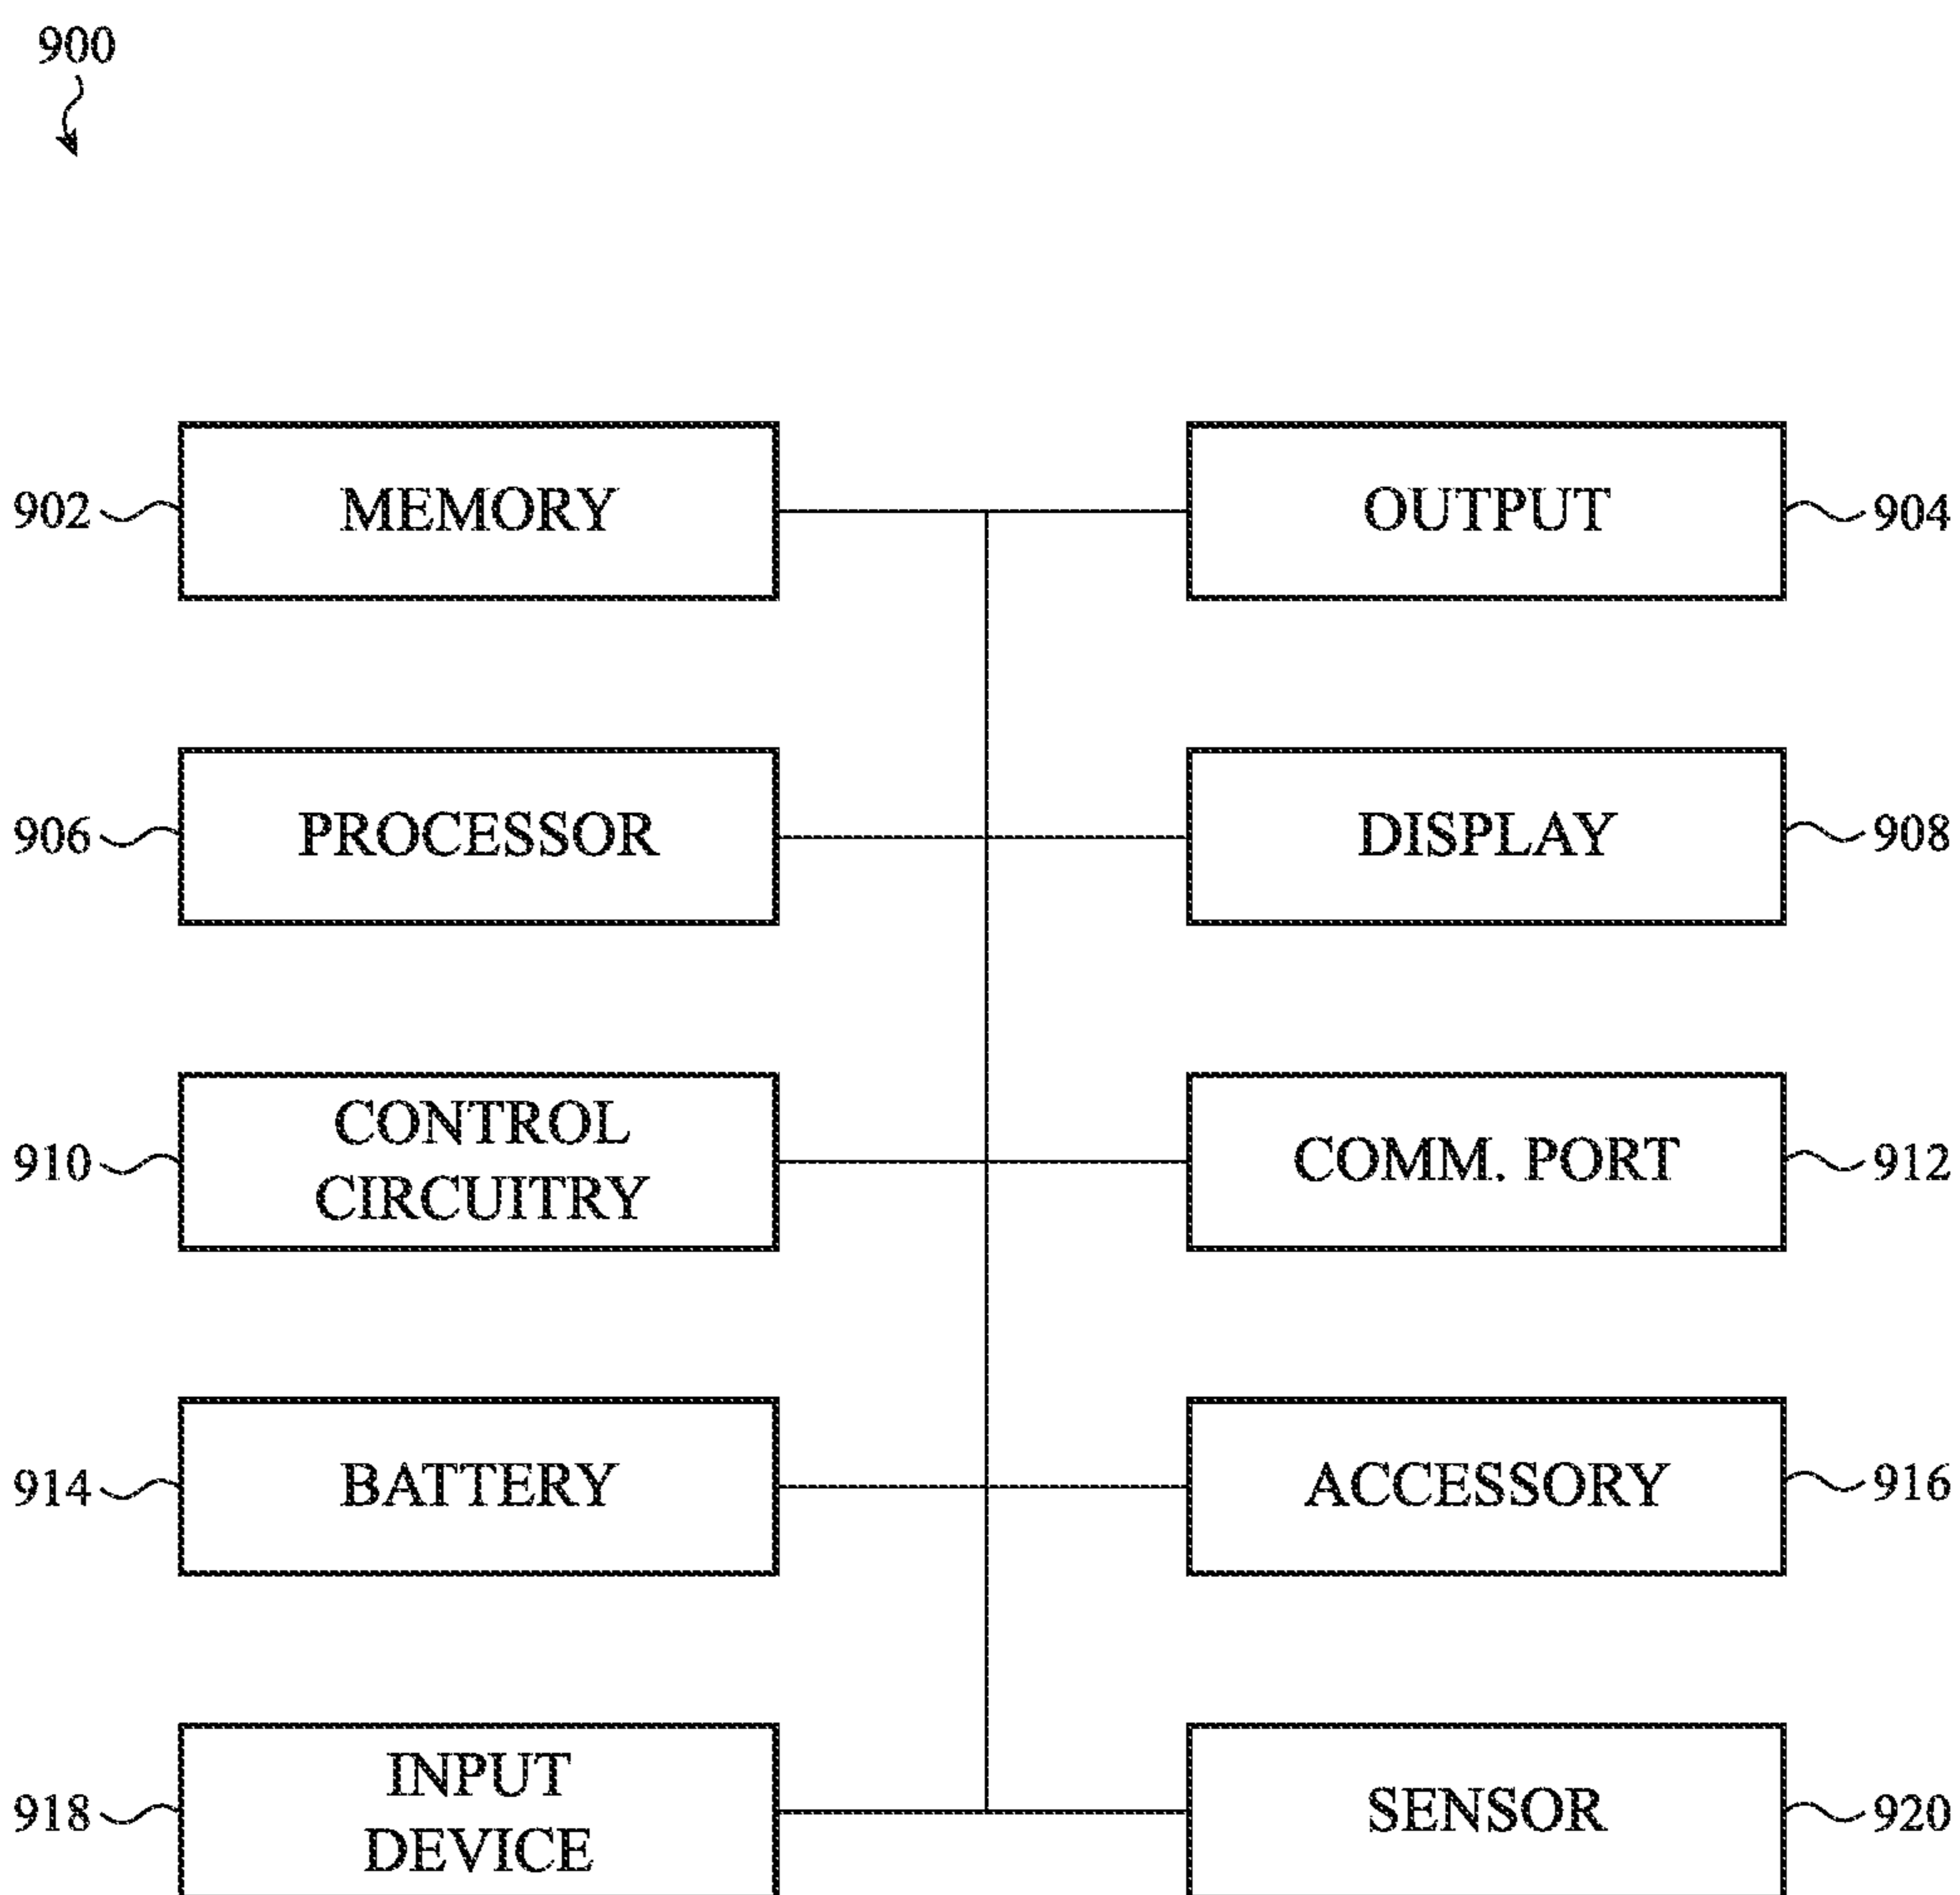 900
902 MEMORY OUTPUT 904
906 PROCESSOR DISPLAY 908
910 CONTROL
CIRCUITRY COMM. PORT 912
914 BATTERY ACCESSORY 916
918 INPUT
DEVICE SENSOR 920